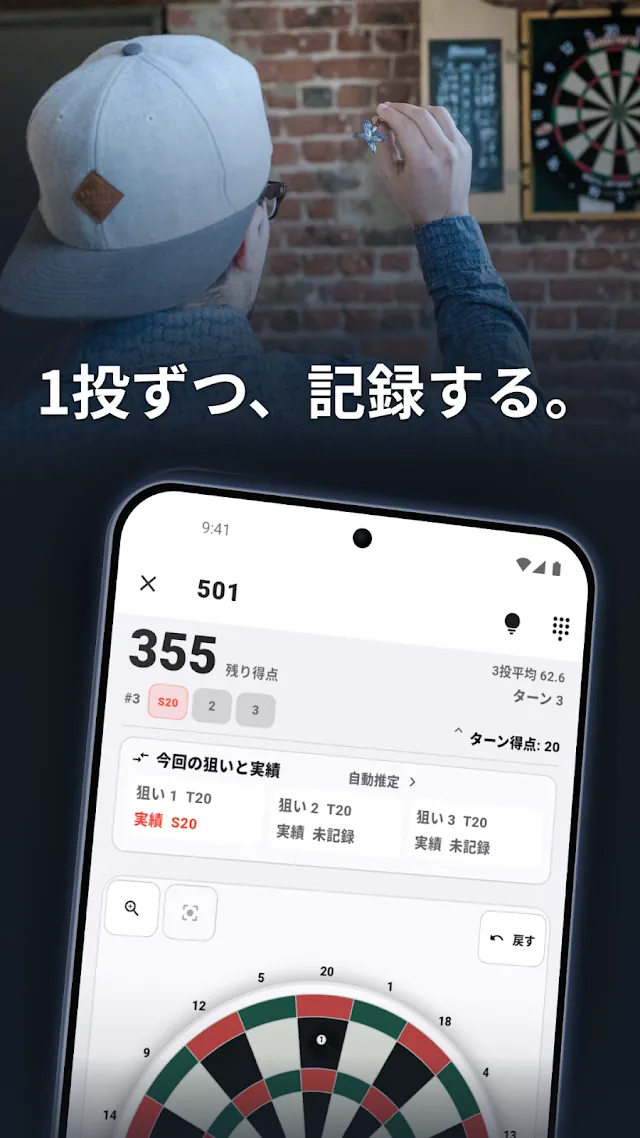 1投ずつ、記録する。
9:41
501
355 残り得点
3投平均 62.6
ターン 3
#3 S20 2 3
ターン得点: 20
今回の狙いと実績 自動推定
狙い 1 T20
実績 S20
狙い 2 T20
実績 未記録
狙い 3 T20
実績 未記録
戻す
5 20 1
12 18
9 4
14 13
1